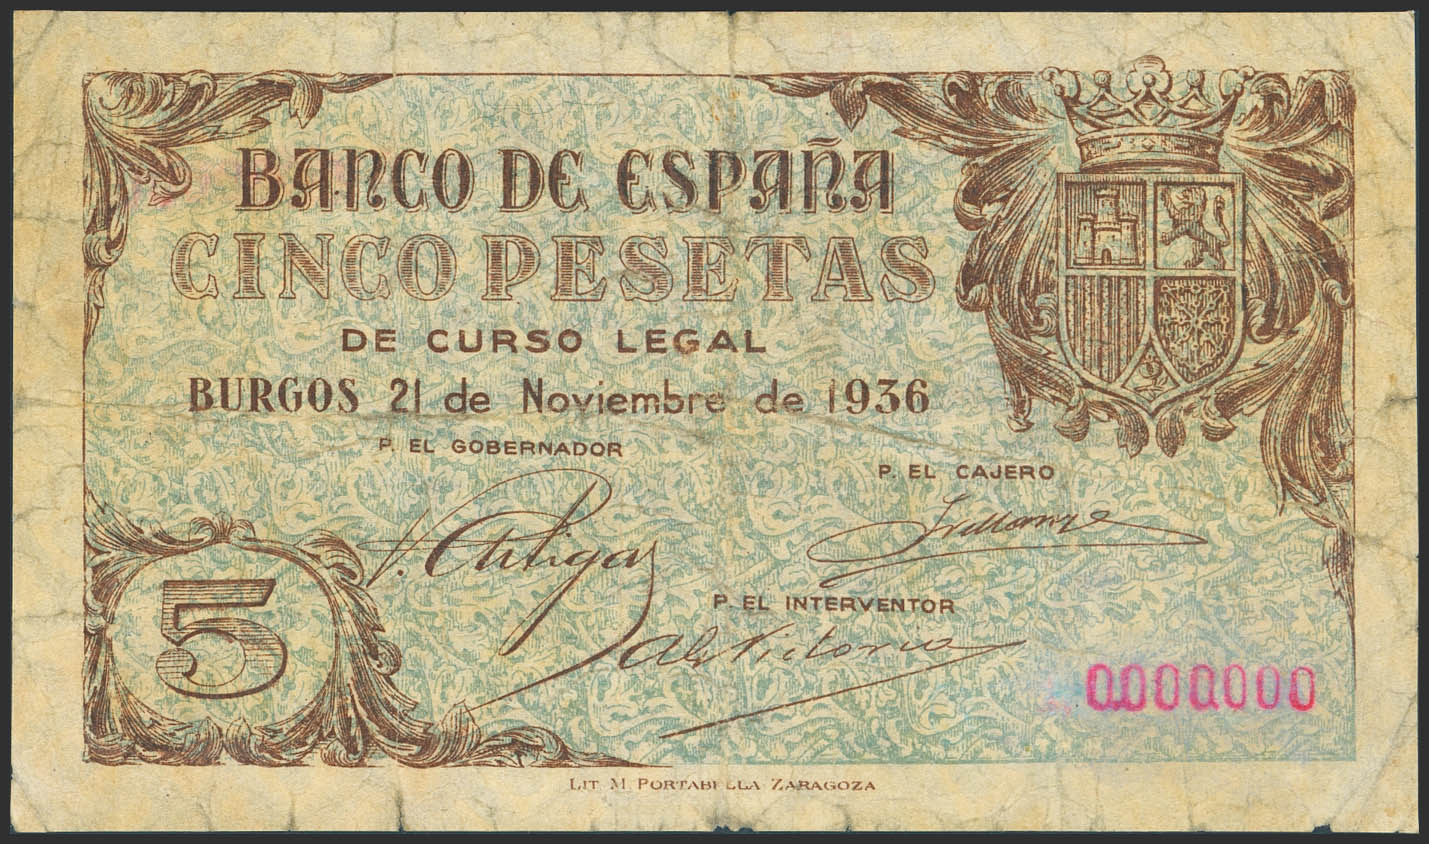 BANCO DE ESPAÑA
CINCO PESETAS
DE CURSO LEGAL
BURGOS 21 de Noviembre de 1936
P. EL GOBERNADOR
P. EL CAJERO
V. Artigas
P. EL INTERVENTOR
5
0.000.000
LIT M. PORTABELLA ZARAGOZA